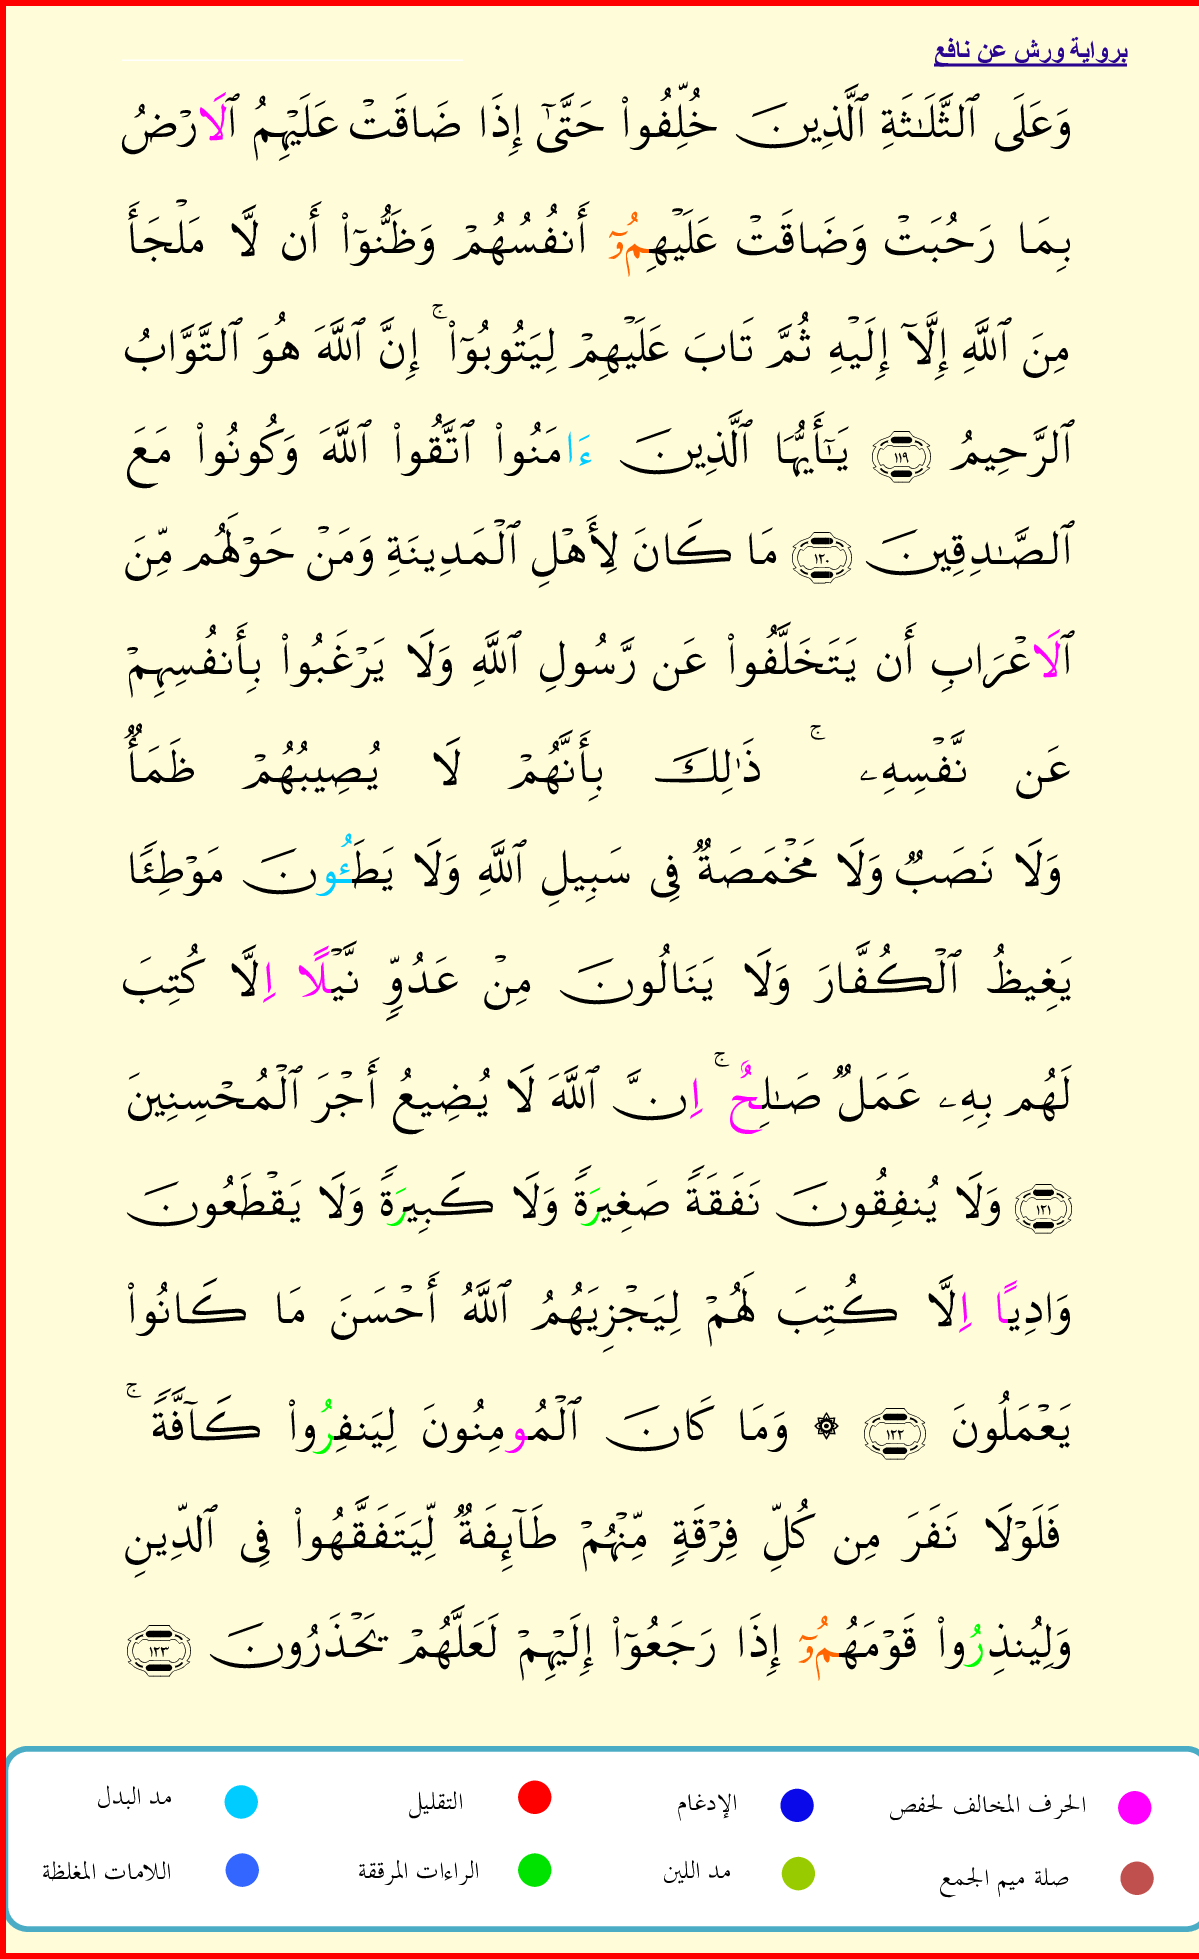 برواية ورش عن نافع
وَعَلَى ٱلثَّلَٰثَةِ ٱلَّذِينَ خُلِّفُواْ حَتَّىٰٓ إِذَا ضَاقَتْ عَلَيْهِمُ ٱلَارْضُ
بِمَا رَحُبَتْ وَضَاقَتْ عَلَيْهِمُۥٓ أَنفُسُهُمْ وَظَنُّوٓاْ أَن لَّا مَلْجَأَ
مِنَ ٱللَّهِ إِلَّآ إِلَيْهِ ثُمَّ تَابَ عَلَيْهِمْ لِيَتُوبُوٓاْ ۚ إِنَّ ٱللَّهَ هُوَ ٱلتَّوَّابُ
ٱلرَّحِيمُ ١١٩ يَٰٓأَيُّهَا ٱلَّذِينَ ءَامَنُواْ ٱتَّقُواْ ٱللَّهَ وَكُونُواْ مَعَ
ٱلصَّٰدِقِينَ ١٢٠ مَا كَانَ لِأَهْلِ ٱلْمَدِينَةِ وَمَنْ حَوْلَهُم مِّنَ
ٱلَاعْرَابِ أَن يَتَخَلَّفُواْ عَن رَّسُولِ ٱللَّهِ وَلَا يَرْغَبُواْ بِأَنفُسِهِمْ
عَن نَّفْسِهِۦ ۚ ذَٰلِكَ بِأَنَّهُمْ لَا يُصِيبُهُمْ ظَمَأٌ
وَلَا نَصَبٌ وَلَا مَخْمَصَةٌ فِى سَبِيلِ ٱللَّهِ وَلَا يَطَـُٔونَ مَوْطِئًا
يَغِيظُ ٱلْكُفَّارَ وَلَا يَنَالُونَ مِنْ عَدُوٍّ نَّيْلًا اِلَّا كُتِبَ
لَهُم بِهِۦ عَمَلٌ صَٰلِحٌ ۚ اِنَّ ٱللَّهَ لَا يُضِيعُ أَجْرَ ٱلْمُحْسِنِينَ
١٢١ وَلَا يُنفِقُونَ نَفَقَةً صَغِيرَةً وَلَا كَبِيرَةً وَلَا يَقْطَعُونَ
وَادِياً اِلَّا كُتِبَ لَهُمْ لِيَجْزِيَهُمُ ٱللَّهُ أَحْسَنَ مَا كَانُواْ
يَعْمَلُونَ ١٢٢ ۞ وَمَا كَانَ ٱلْمُومِنُونَ لِيَنفِرُواْ كَآفَّةً ۚ
فَلَوْلَا نَفَرَ مِن كُلِّ فِرْقَةٍ مِّنْهُمْ طَآئِفَةٌ لِّيَتَفَقَّهُواْ فِى ٱلدِّينِ
وَلِيُنذِرُواْ قَوْمَهُمُۥٓ إِذَا رَجَعُوٓاْ إِلَيْهِمْ لَعَلَّهُمْ يَحْذَرُونَ ١٢٣
الحرف المخالف لحفص الإدغام التقليل مد البدل
صلة ميم الجمع مد اللين الراءات المرققة اللامات المغلظة